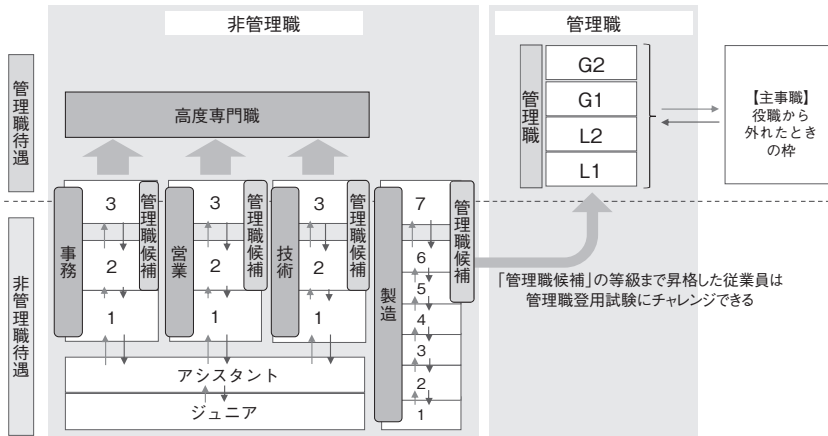 非管理職
管理職
管理職待遇
非管理職待遇
高度専門職
事務
3
2
1
管理職候補
営業
3
2
1
管理職候補
技術
3
2
1
管理職候補
製造
7
6
5
4
3
2
1
管理職候補
アシスタント
ジュニア
管理職
G2
G1
L2
L1
【主事職】
役職から
外れたとき
の枠
「管理職候補」の等級まで昇格した従業員は
管理職登用試験にチャレンジできる